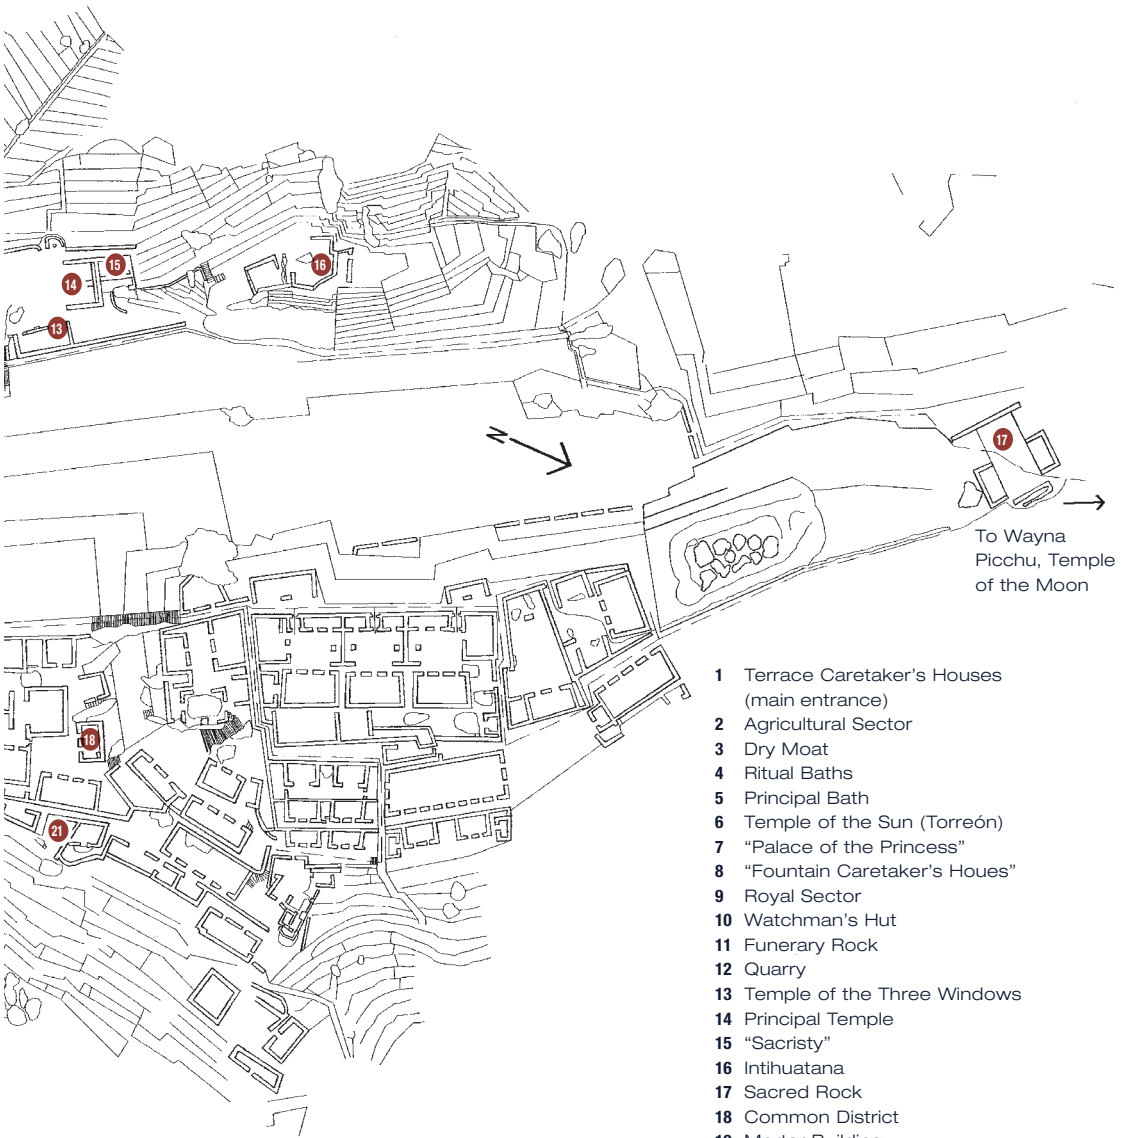 15
16
14
13
N
17
To Wayna
Picchu, Temple
of the Moon
18
21
1 Terrace Caretaker's Houses
(main entrance)
2 Agricultural Sector
3 Dry Moat
4 Ritual Baths
5 Principal Bath
6 Temple of the Sun (Torreón)
7 “Palace of the Princess”
8 “Fountain Caretaker's Houes”
9 Royal Sector
10 Watchman's Hut
11 Funerary Rock
12 Quarry
13 Temple of the Three Windows
14 Principal Temple
15 “Sacristy”
16 Intihuatana
17 Sacred Rock
18 Common District